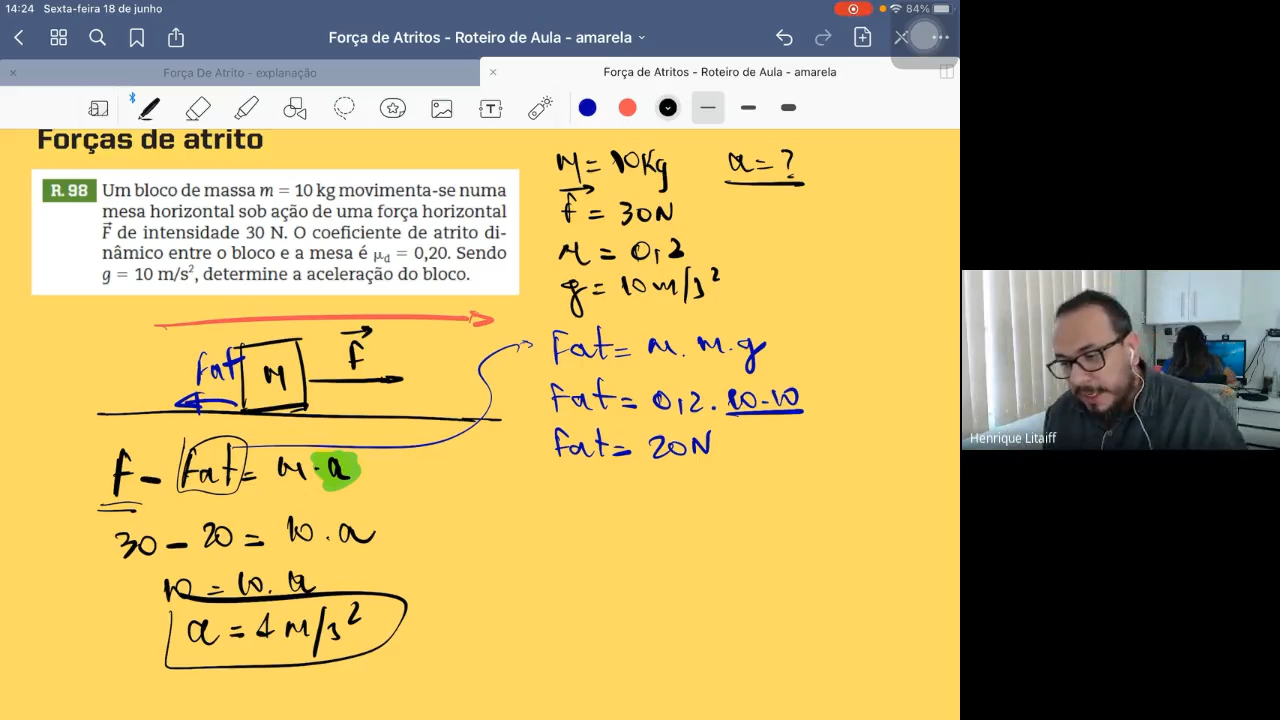 14:24 Sexta-feira 18 de junho
84%
Força de Atritos - Roteiro de Aula - amarela
Força De Atrito - explanação
Força de Atritos - Roteiro de Aula - amarela
Forças de atrito
R. 98 Um bloco de massa m = 10 kg movimenta-se numa
mesa horizontal sob ação de uma força horizontal
F⃗ de intensidade 30 N. O coeficiente de atrito di-
nâmico entre o bloco e a mesa é μd = 0,20. Sendo
g = 10 m/s², determine a aceleração do bloco.
M = 10Kg
a = ?
f⃗ = 30N
μ = 0,2
g = 10m/s²
Fat
M
f⃗
Fat = μ. m. g
Fat = 0,2. 10.10
Fat = 20N
f - Fat = m.a
30 - 20 = 10.a
10 = 10.a
a = 1 m/s²
Henrique Litaiff